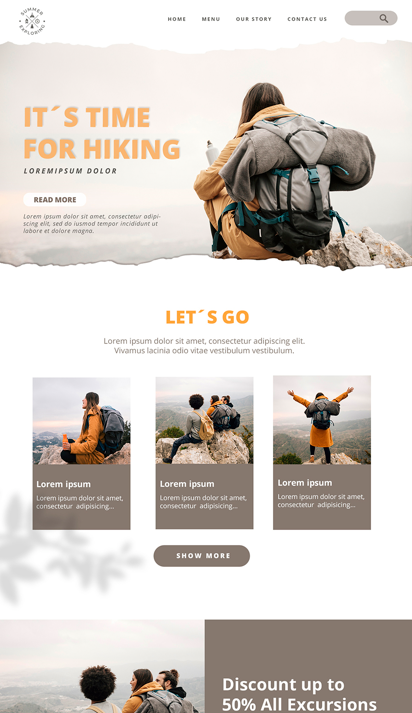 SUMMER
EXPLORING
HOME MENU OUR STORY CONTACT US
IT´S TIME
FOR HIKING
LOREMIPSUM DOLOR
READ MORE
Lorem ipsum dolor sit amet, consectetur adipi-
scing elit, sed do iusmod tempor incididunt ut
labore et dolore magna.
LET´S GO
Lorem ipsum dolor sit amet, consectetur adipiscing elit.
Vivamus lacinia odio vitae vestibulum vestibulum.
Lorem ipsum
Lorem ipsum dolor sit amet,
consectetur adipisicing...
Lorem ipsum
Lorem ipsum dolor sit amet,
consectetur adipisicing...
Lorem ipsum
Lorem ipsum dolor sit amet,
consectetur adipisicing...
SHOW MORE
Discount up to
50% All Excursions